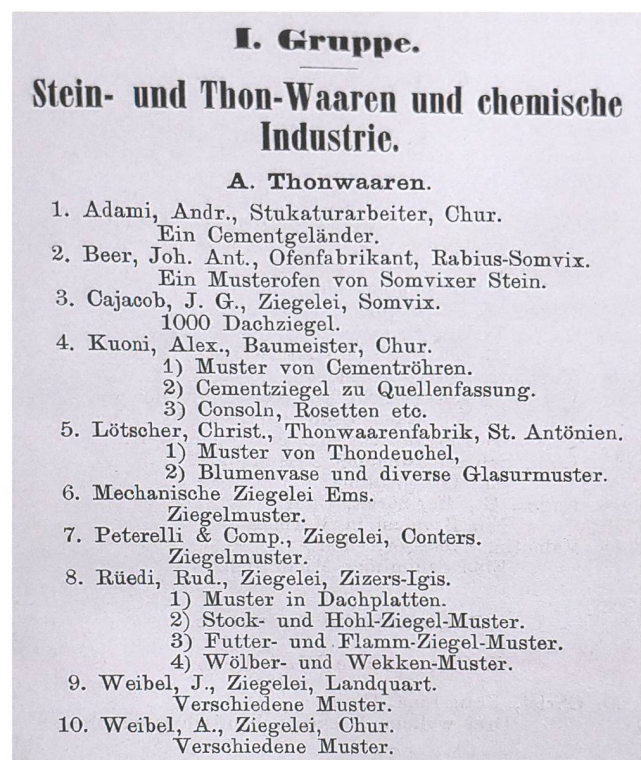 I. Gruppe.
Stein- und Thon-Waaren und chemische
Industrie.
A. Thonwaaren.
1. Adami, Andr., Stukaturarbeiter, Chur.
Ein Cementgeländer.
2. Beer, Joh. Ant., Ofenfabrikant, Rabius-Somvix.
Ein Musterofen von Somvixer Stein.
3. Cajacob, J. G., Ziegelei, Somvix.
1000 Dachziegel.
4. Kuoni, Alex., Baumeister, Chur.
1) Muster von Cementröhren.
2) Cementziegel zu Quellenfassung.
3) Consoln, Rosetten etc.
5. Lötscher, Christ., Thonwaarenfabrik, St. Antönien.
1) Muster von Thondeuchel,
2) Blumenvase und diverse Glasurmuster.
6. Mechanische Ziegelei Ems.
Ziegelmuster.
7. Peterelli & Comp., Ziegelei, Conters.
Ziegelmuster.
8. Rüedi, Rud., Ziegelei, Zizers-Igis.
1) Muster in Dachplatten.
2) Stock- und Hohl-Ziegel-Muster.
3) Futter- und Flamm-Ziegel-Muster.
4) Wölber- und Wekken-Muster.
9. Weibel, J., Ziegelei, Landquart.
Verschiedene Muster.
10. Weibel, A., Ziegelei, Chur.
Verschiedene Muster.